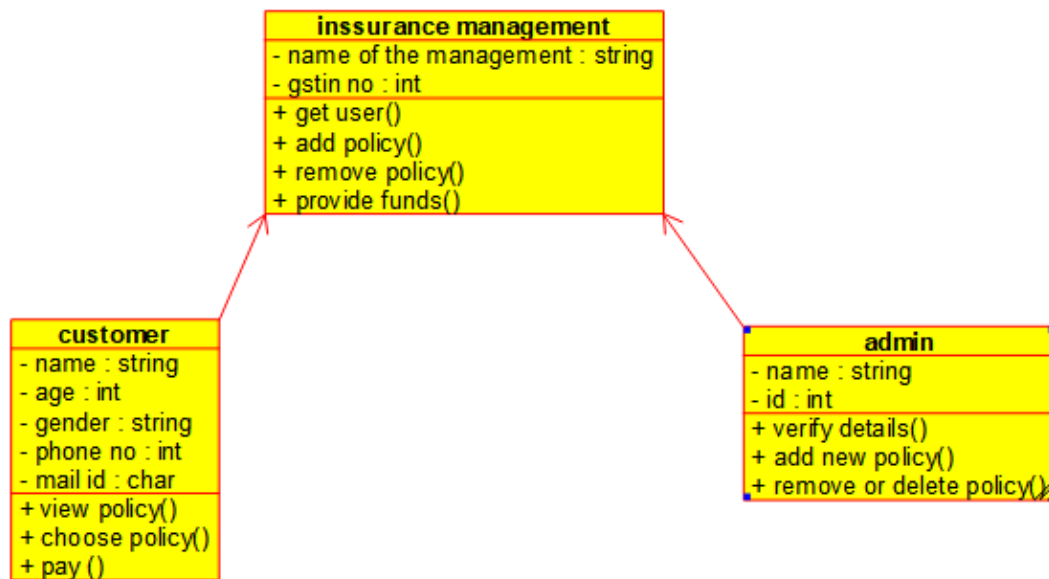 inssurance management
- name of the management : string
- gstin no : int
+ get user()
+ add policy()
+ remove policy()
+ provide funds()
customer
- name : string
- age : int
- gender : string
- phone no : int
- mail id : char
+ view policy()
+ choose policy()
+ pay ()
admin
- name : string
- id : int
+ verify details()
+ add new policy()
+ remove or delete policy()